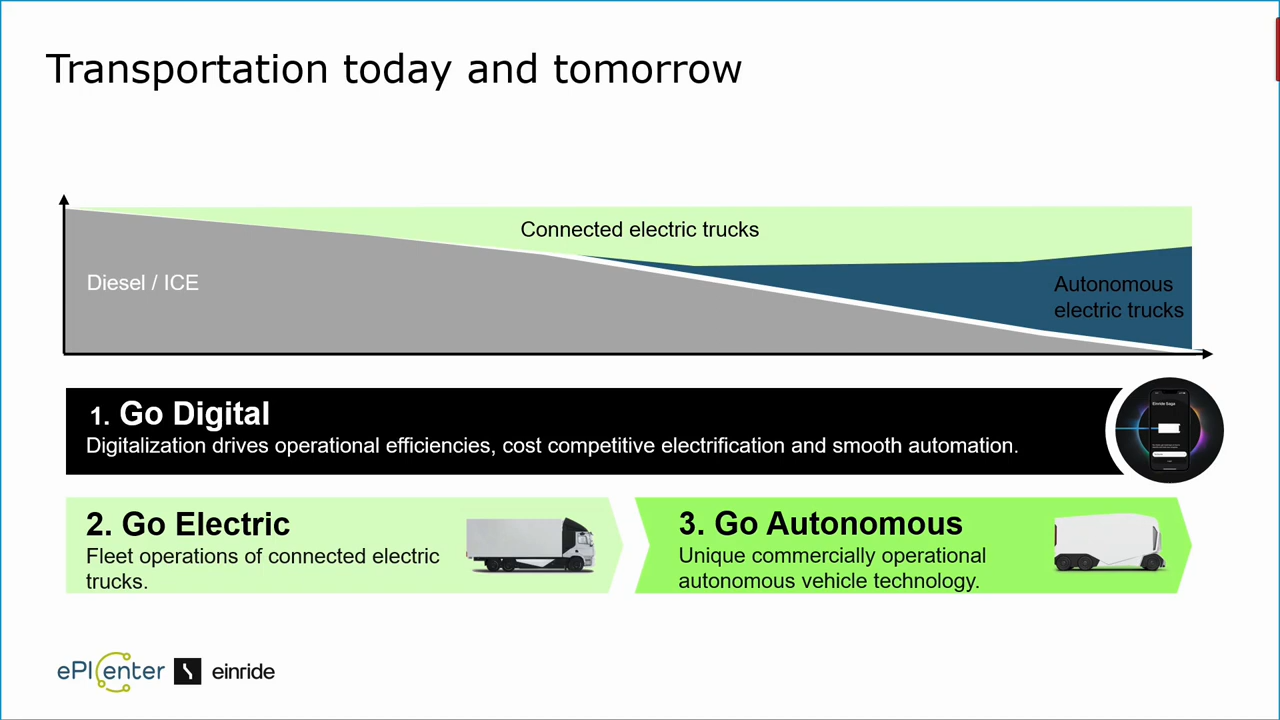 Transportation today and tomorrow
Connected electric trucks
Diesel / ICE
Autonomous
electric trucks
1. Go Digital
Digitalization drives operational efficiencies, cost competitive electrification and smooth automation.
Einride Saga
2. Go Electric
Fleet operations of connected electric
trucks.
3. Go Autonomous
Unique commercially operational
autonomous vehicle technology.
ePICenter
einride